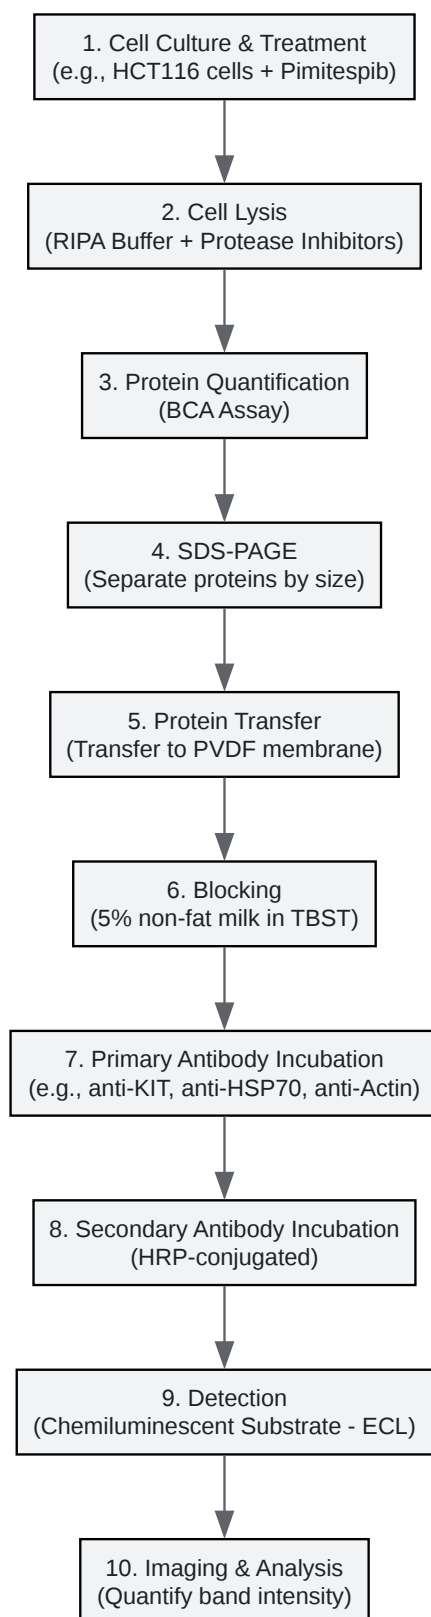 1. Cell Culture & Treatment
(e.g., HCT116 cells + Pimitespib)
2. Cell Lysis
(RIPA Buffer + Protease Inhibitors)
3. Protein Quantification
(BCA Assay)
4. SDS-PAGE
(Separate proteins by size)
5. Protein Transfer
(Transfer to PVDF membrane)
6. Blocking
(5% non-fat milk in TBST)
7. Primary Antibody Incubation
(e.g., anti-KIT, anti-HSP70, anti-Actin)
8. Secondary Antibody Incubation
(HRP-conjugated)
9. Detection
(Chemiluminescent Substrate - ECL)
10. Imaging & Analysis
(Quantify band intensity)